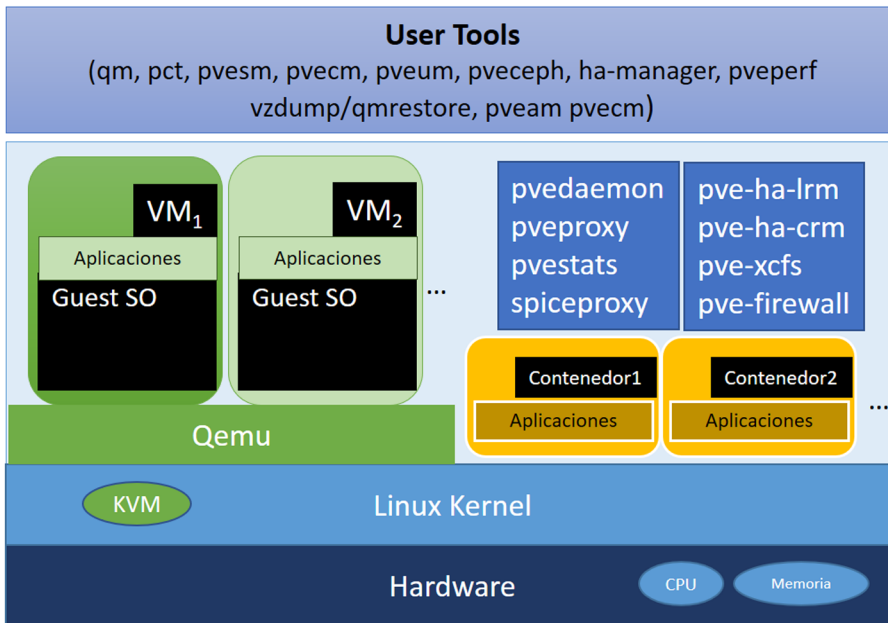 User Tools
(qm, pct, pvesm, pvecm, pveum, pveceph, ha-manager, pveperf
vzdump/qmrestore, pveam pvecm)
VM1
Aplicaciones
Guest SO
VM2
Aplicaciones
Guest SO
...
pvedaemon
pveproxy
pvestats
spiceproxy
pve-ha-lrm
pve-ha-crm
pve-xcfs
pve-firewall
Contenedor1
Aplicaciones
Contenedor2
Aplicaciones
...
Qemu
KVM
Linux Kernel
Hardware
CPU
Memoria